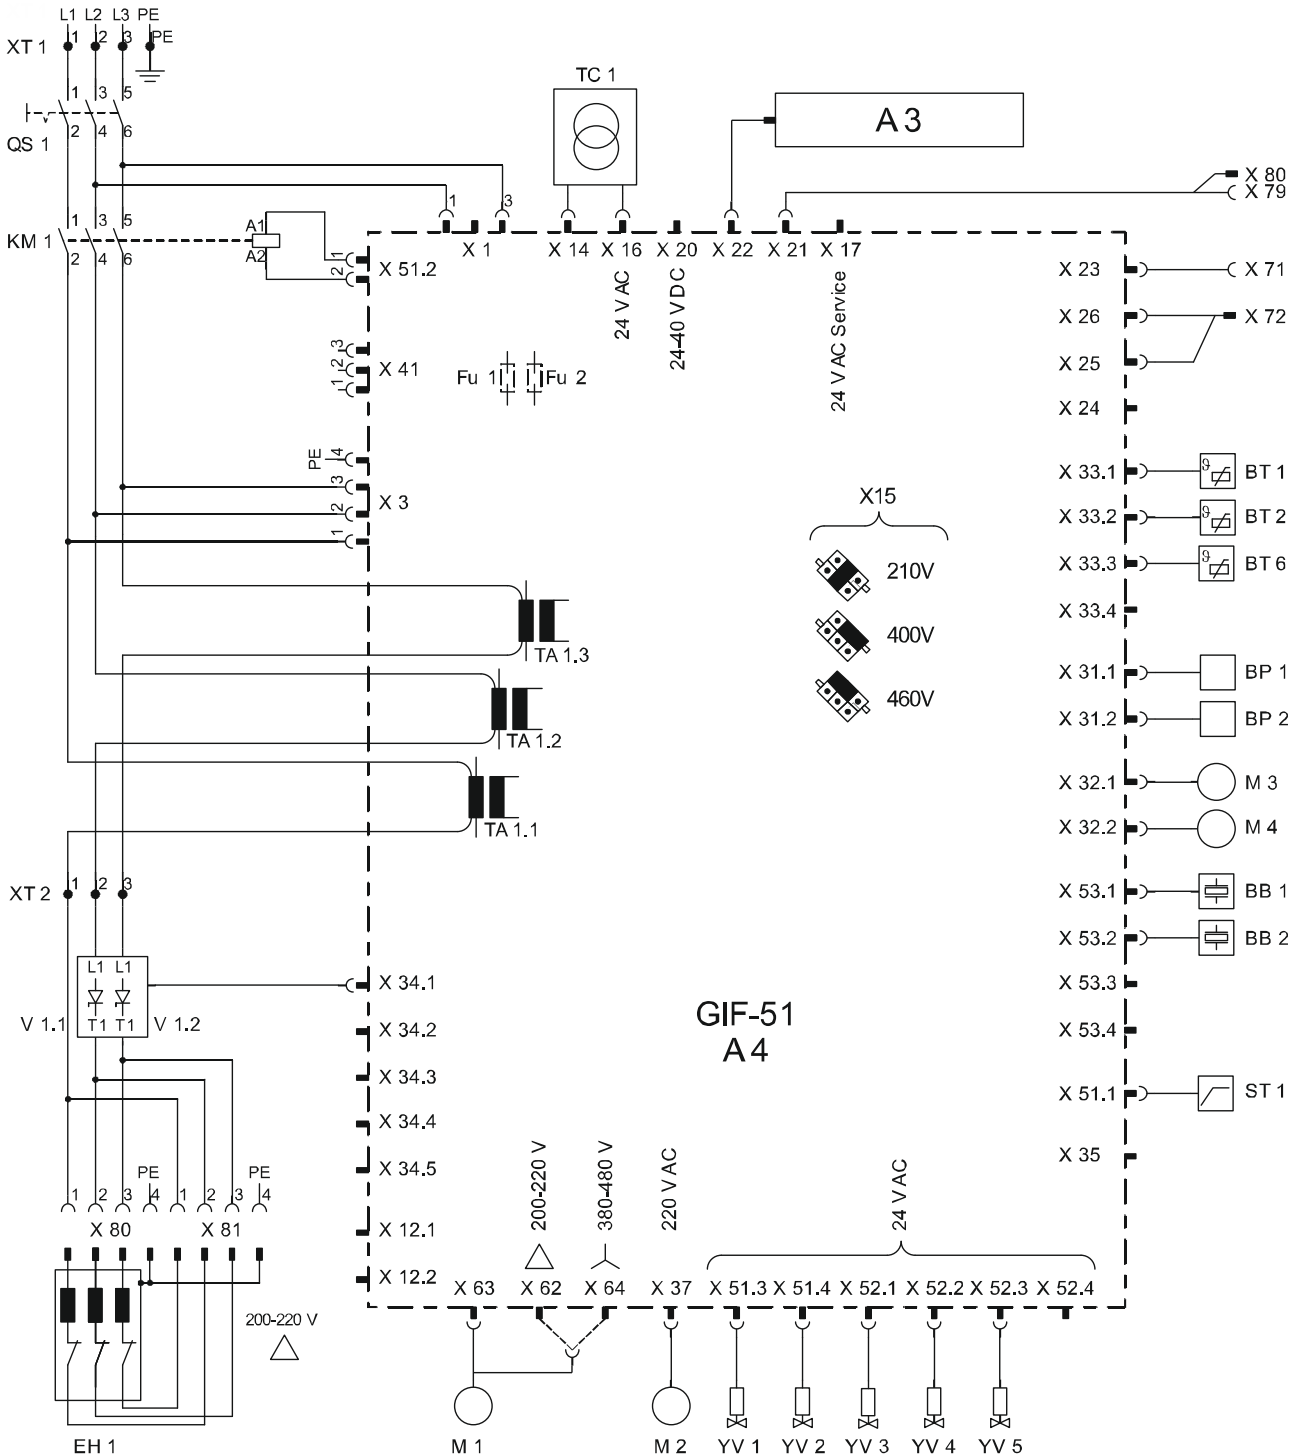 L1 L2 L3 PE
XT 1 1 2 3 PE
1 3 5
QS 1 2 4 6
TC 1
A 3
X 80
X 79
1 3
KM 1 1 3 5 A1
2 4 6 A2
1
2
X 51.2
X 1 X 14 X 16 X 20 X 22 X 21 X 17
24 V AC
24-40 V DC
24 V AC Service
X 23 X 71
X 26 X 72
X 25
X 24
3
2
1
X 41
Fu 1 Fu 2
PE 4
3
2
1
X 3
X15
210V
400V
460V
X 33.1 BT 1
X 33.2 BT 2
X 33.3 BT 6
X 33.4
TA 1.3
TA 1.2
TA 1.1
X 31.1 BP 1
X 31.2 BP 2
X 32.1 M 3
X 32.2 M 4
X 53.1 BB 1
X 53.2 BB 2
X 53.3
X 53.4
X 51.1 ST 1
X 35
XT 2 1 2 3
L1 L1
V 1.1 T1 T1 V 1.2
X 34.1
X 34.2
X 34.3
X 34.4
X 34.5
X 12.1
X 12.2
GIF-51
A 4
PE PE
1 2 3 4 1 2 3 4
X 80 X 81
200-220 V
380-480 V
220 V AC
24 V AC
X 63 X 62 X 64 X 37 X 51.3 X 51.4 X 52.1 X 52.2 X 52.3 X 52.4
200-220 V
EH 1 M 1 M 2 YV 1 YV 2 YV 3 YV 4 YV 5
ϑ
ϑ
ϑ